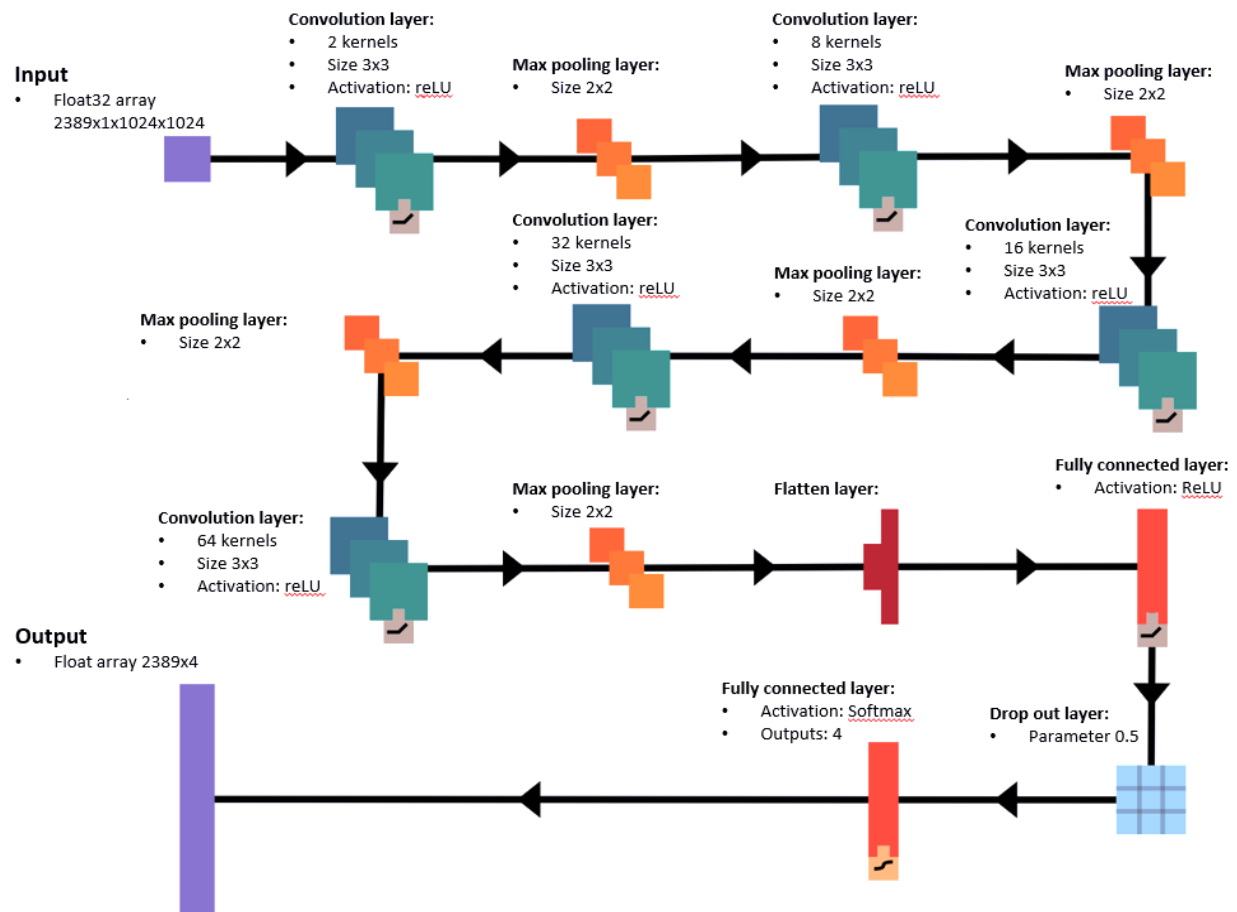 Input
• Float32 array
2389x1x1024x1024
Convolution layer:
• 2 kernels
• Size 3x3
• Activation: reLU
Max pooling layer:
• Size 2x2
Convolution layer:
• 8 kernels
• Size 3x3
• Activation: reLU
Max pooling layer:
• Size 2x2
Convolution layer:
• 16 kernels
• Size 3x3
• Activation: reLU
Max pooling layer:
• Size 2x2
Convolution layer:
• 32 kernels
• Size 3x3
• Activation: reLU
Max pooling layer:
• Size 2x2
Convolution layer:
• 64 kernels
• Size 3x3
• Activation: reLU
Max pooling layer:
• Size 2x2
Flatten layer:
Fully connected layer:
• Activation: ReLU
Drop out layer:
• Parameter 0.5
Fully connected layer:
• Activation: Softmax
• Outputs: 4
Output
• Float array 2389x4